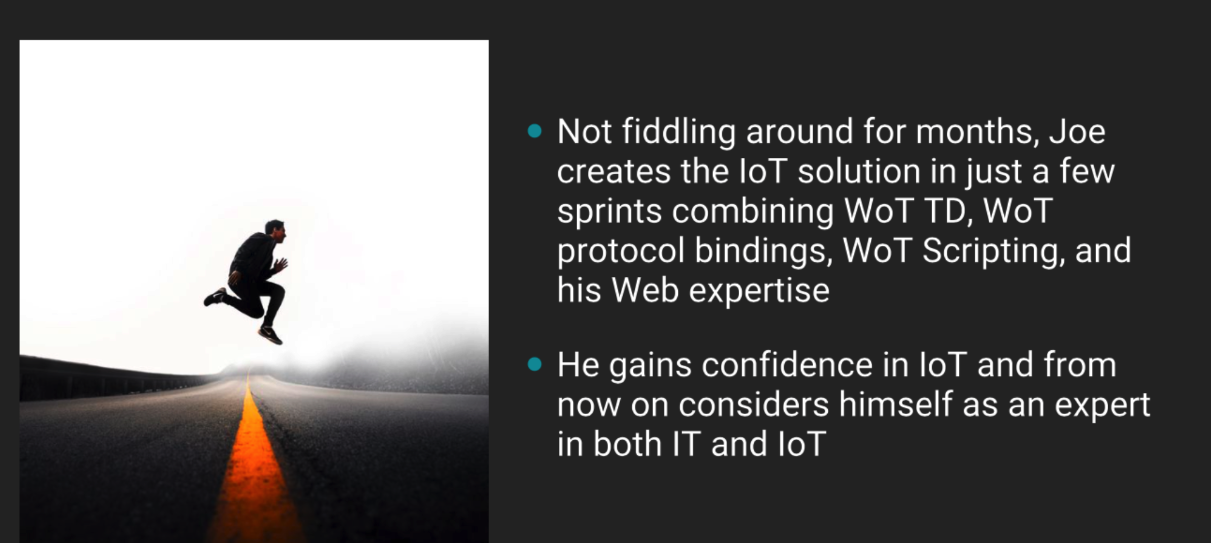 Not fiddling around for months, Joe
creates the IoT solution in just a few
sprints combining WoT TD, WoT
protocol bindings, WoT Scripting, and
his Web expertise
He gains confidence in IoT and from
now on considers himself as an expert
in both IT and IoT